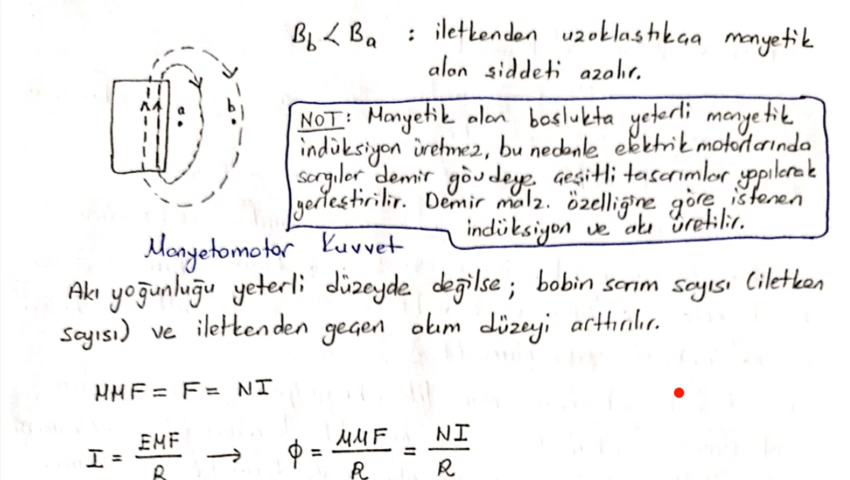 B_b < B_a : iletkenden uzaklaştıkça manyetik
alan şiddeti azalır.
a b
NOT: Manyetik alan boşlukta yeterli manyetik
indüksiyon üretmez, bu nedenle elektrik motorlarında
sargılar demir gövdeye çeşitli tasarımlar yapılarak
yerleştirilir. Demir malz. özelliğine göre istenen
indüksiyon ve akı üretilir.
Manyetomotor Kuvvet
Akı yoğunluğu yeterli düzeyde değilse; bobin sarım sayısı (iletken
sayısı) ve iletkenden geçen akım düzeyi arttırılır.
MMF = F = NI
I = EMF/R → ϕ = MMF/R = NI/R